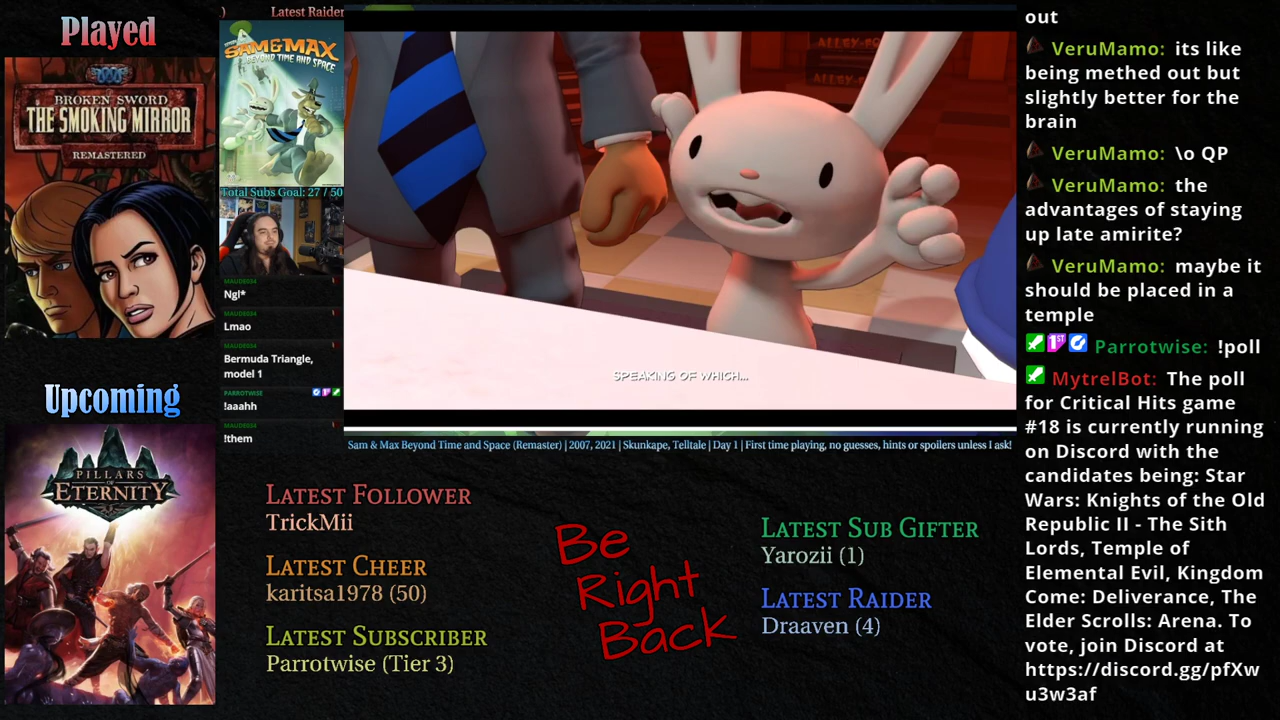 Played
BROKEN SWORD
THE SMOKING MIRROR
REMASTERED
Upcoming
PILLARS
OF
ETERNITY
) Latest Raider
SAM & MAX
BEYOND TIME AND SPACE
Total Subs Goal: 27 / 50
Ngl*
Lmao
Bermuda Triangle,
model 1
PARROTWISE
!aaahh
!them
SPEAKING OF WHICH...
Sam & Max Beyond Time and Space (Remaster) | 2007, 2021 | Skunkape, Telltale | Day 1 | First time playing, no guesses, hints or spoilers unless I ask!
LATEST FOLLOWER
TrickMii
LATEST CHEER
karitsa1978 (50)
LATEST SUBSCRIBER
Parrotwise (Tier 3)
Be
Right
Back
LATEST SUB GIFTER
Yarozii (1)
LATEST RAIDER
Draaven (4)
out
VeruMamo: its like
being methed out but
slightly better for the
brain
VeruMamo: \o QP
VeruMamo: the
advantages of staying
up late amirite?
VeruMamo: maybe it
should be placed in a
temple
1ST Parrotwise: !poll
MytrelBot: The poll
for Critical Hits game
#18 is currently running
on Discord with the
candidates being: Star
Wars: Knights of the Old
Republic II - The Sith
Lords, Temple of
Elemental Evil, Kingdom
Come: Deliverance, The
Elder Scrolls: Arena. To
vote, join Discord at
https://discord.gg/pfXw
u3w3af